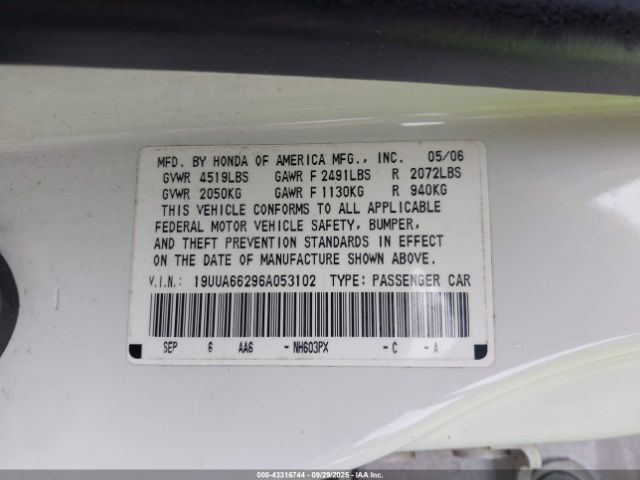 MFD. BY HONDA OF AMERICA MFG., INC. 05/06
GVWR 4519LBS GAWR F 2491LBS R 2072LBS
GVWR 2050KG GAWR F 1130KG R 940KG
THIS VEHICLE CONFORMS TO ALL APPLICABLE
FEDERAL MOTOR VEHICLE SAFETY, BUMPER,
AND THEFT PREVENTION STANDARDS IN EFFECT
ON THE DATE OF MANUFACTURE SHOWN ABOVE.
V.I.N.: 19UUA66296A053102 TYPE: PASSENGER CAR
SEP 6 AA6 - NH603PX - C - A
000-43316744 - 09/29/2025 - IAAI.COM